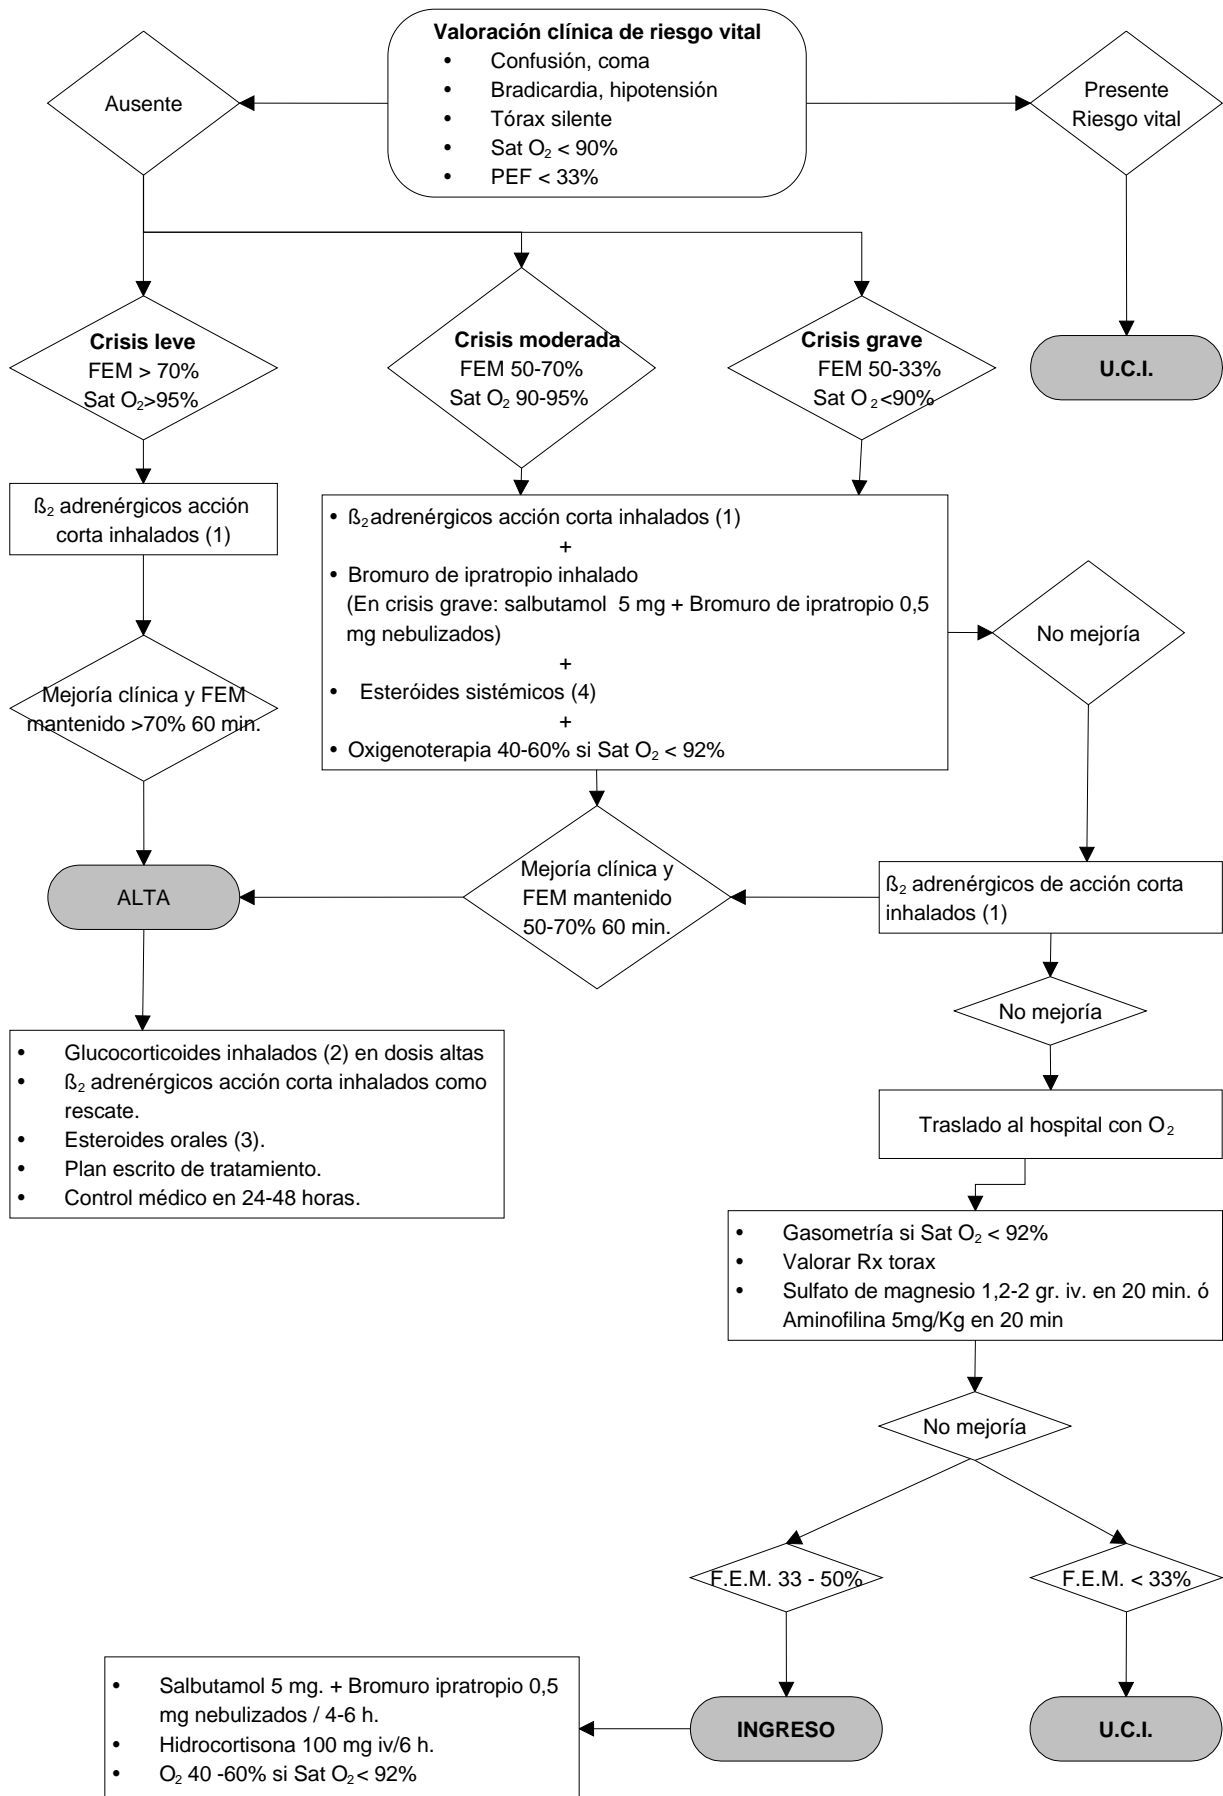 Valoración clínica de riesgo vital
• Confusión, coma
• Bradicardia, hipotensión
• Tórax silente
• Sat O₂ < 90%
• PEF < 33%
Ausente
Presente
Riesgo vital
Crisis leve
FEM > 70%
Sat O₂>95%
Crisis moderada
FEM 50-70%
Sat O₂ 90-95%
Crisis grave
FEM 50-33%
Sat O₂<90%
U.C.I.
ß₂ adrenérgicos acción
corta inhalados (1)
• ß₂ adrenérgicos acción corta inhalados (1)
+
• Bromuro de ipratropio inhalado
(En crisis grave: salbutamol 5 mg + Bromuro de ipratropio 0,5
mg nebulizados)
+
• Esteróides sistémicos (4)
+
• Oxigenoterapia 40-60% si Sat O₂ < 92%
No mejoría
Mejoría clínica y FEM
mantenido >70% 60 min.
Mejoría clínica y
FEM mantenido
50-70% 60 min.
ß₂ adrenérgicos de acción corta
inhalados (1)
ALTA
No mejoría
• Glucocorticoides inhalados (2) en dosis altas
• ß₂ adrenérgicos acción corta inhalados como
rescate.
• Esteroides orales (3).
• Plan escrito de tratamiento.
• Control médico en 24-48 horas.
Traslado al hospital con O₂
• Gasometría si Sat O₂ < 92%
• Valorar Rx torax
• Sulfato de magnesio 1,2-2 gr. iv. en 20 min. ó
Aminofilina 5mg/Kg en 20 min
No mejoría
F.E.M. 33 - 50%
F.E.M. < 33%
• Salbutamol 5 mg. + Bromuro ipratropio 0,5
mg nebulizados / 4-6 h.
• Hidrocortisona 100 mg iv/6 h.
• O₂ 40 -60% si Sat O₂ < 92%
INGRESO
U.C.I.